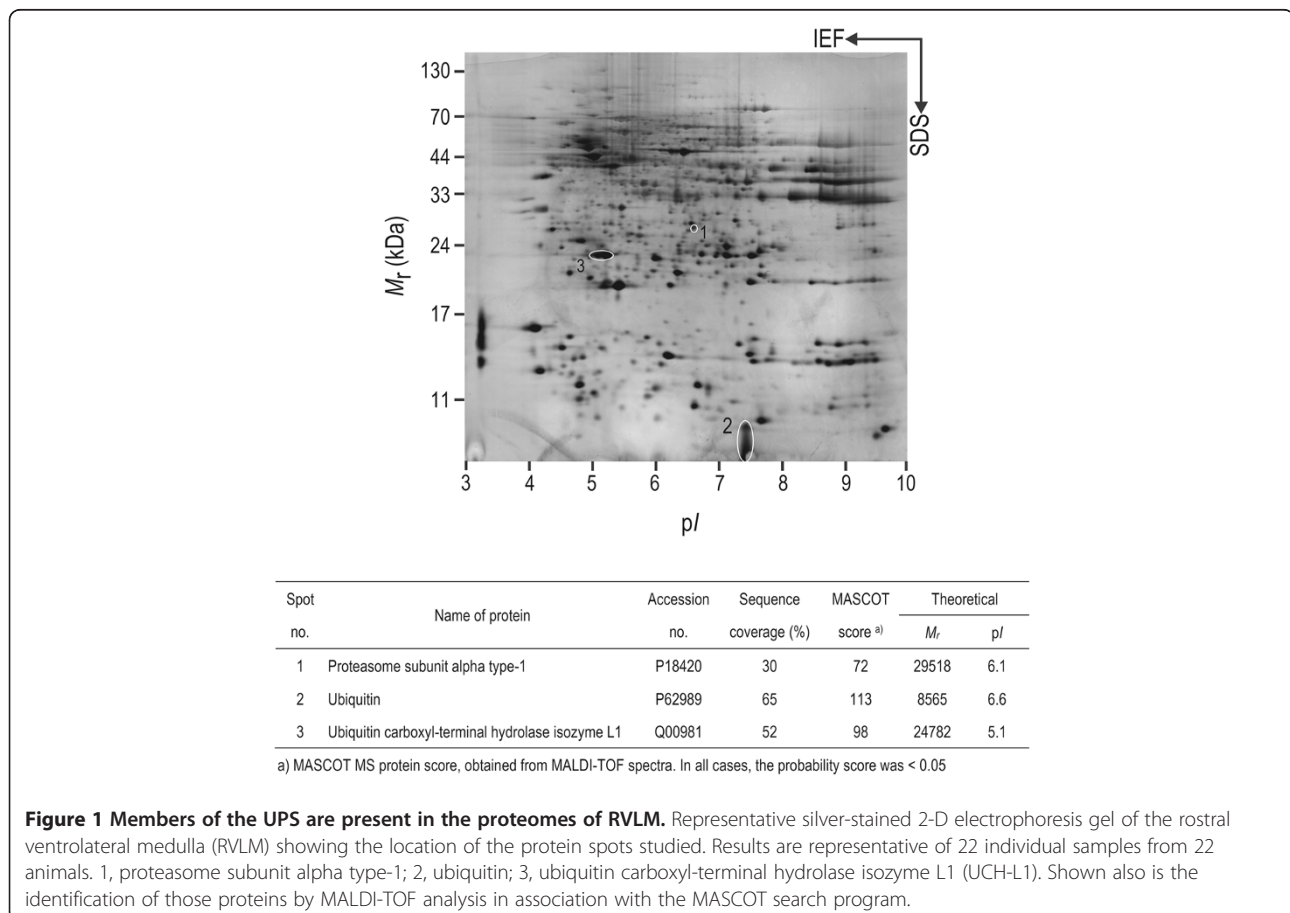 IEF
SDS
130
70
44
33
24
17
11
Mr (kDa)
1
3
2
3 4 5 6 7 8 9 10
pI
Spot no. Name of protein Accession no. Sequence coverage (%) MASCOT score a) Theoretical Mr pI
1 Proteasome subunit alpha type-1 P18420 30 72 29518 6.1
2 Ubiquitin P62989 65 113 8565 6.6
3 Ubiquitin carboxyl-terminal hydrolase isozyme L1 Q00981 52 98 24782 5.1
a) MASCOT MS protein score, obtained from MALDI-TOF spectra. In all cases, the probability score was < 0.05
Figure 1 Members of the UPS are present in the proteomes of RVLM. Representative silver-stained 2-D electrophoresis gel of the rostral
ventrolateral medulla (RVLM) showing the location of the protein spots studied. Results are representative of 22 individual samples from 22
animals. 1, proteasome subunit alpha type-1; 2, ubiquitin; 3, ubiquitin carboxyl-terminal hydrolase isozyme L1 (UCH-L1). Shown also is the
identification of those proteins by MALDI-TOF analysis in association with the MASCOT search program.